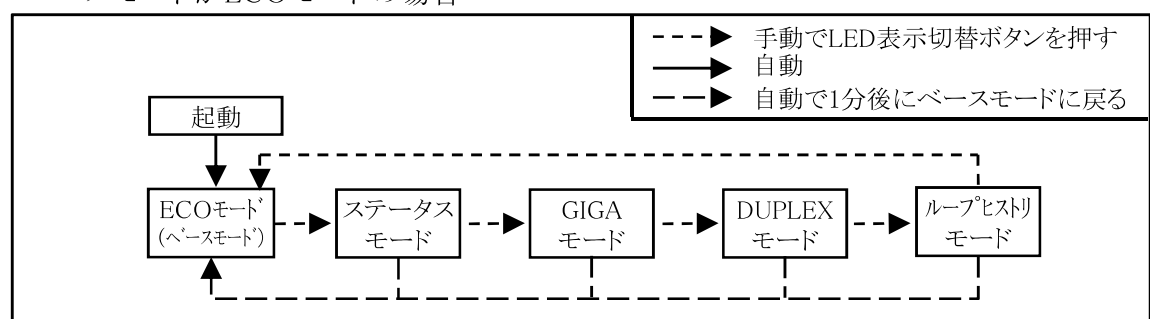 手動でLED表示切替ボタンを押す
自動
自動で1分後にベースモードに戻る
起動
ECOモード
(ベースモード)
ステータス
モード
GIGA
モード
DUPLEX
モード
ループヒストリ
モード